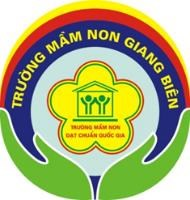 TRƯỜNG MẦM NON GIANG BIÊN
TRƯỜNG MẦM NON
ĐẠT CHUẨN QUỐC GIA